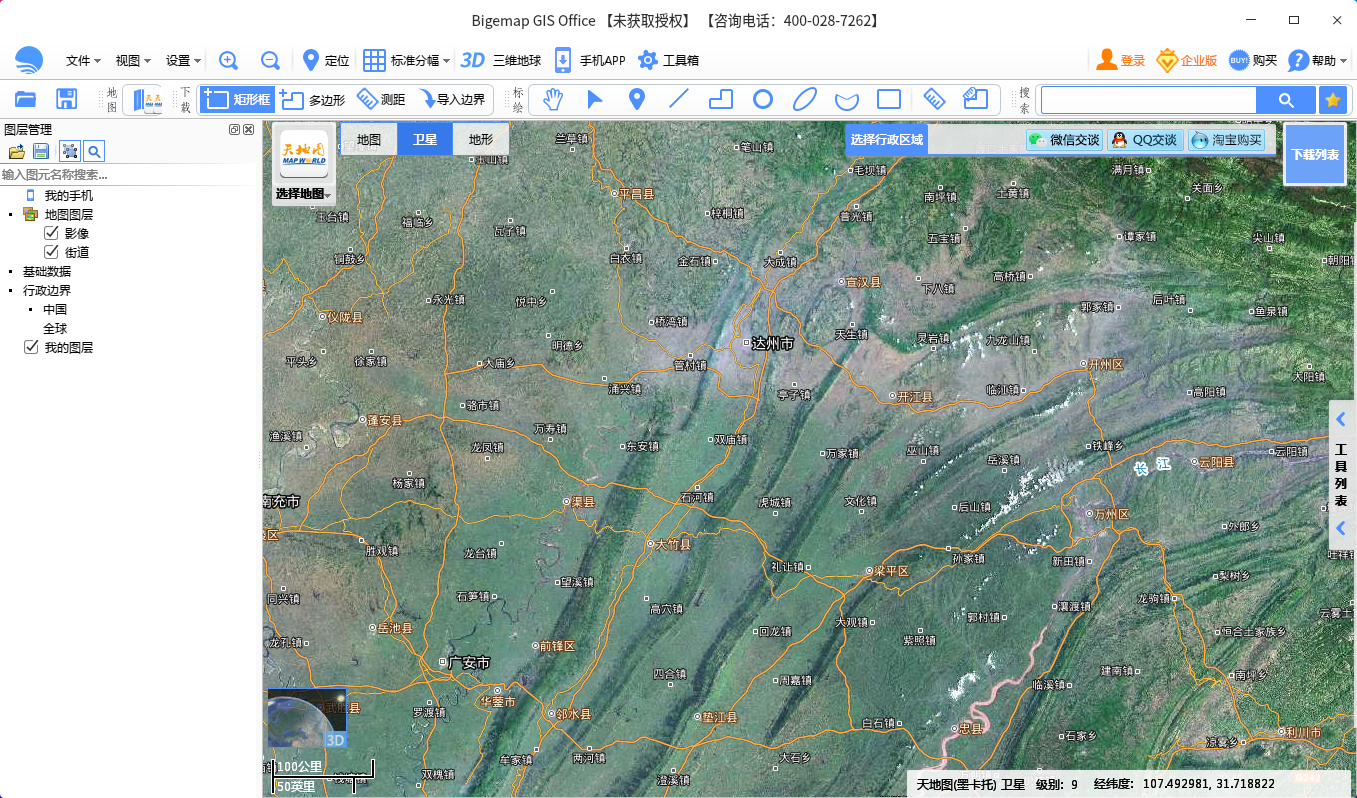 Bigemap GIS Office 【未获取授权】 【咨询电话：400-028-7262】
文件 视图 设置 定位 标准分幅 3D 三维地球 手机APP 工具箱 登录 企业版 BUY! 购买 帮助
地图 下载 矩形框 多边形 测距 导入边界 标绘 搜索
图层管理
输入图元名称搜索...
我的手机
地图图层
影像
街道
基础数据
行政边界
中国
全球
我的图层
天地图
MAP WORLD
选择地图
地图 卫星 地形
选择行政区域 微信交谈 QQ交谈 淘宝购买
下载列表
工具列表
兰草镇 笔山镇 毛坝镇 满月镇 关面乡
平昌县 南坪镇 土黄镇
玉台镇 福临乡 瓦子镇 梓桐镇 普光镇 五宝镇 谭家镇 尖山镇
铜鼓乡 白衣镇 金石镇 大成镇 朝阳镇
宣汉县 下八镇 高桥镇
永光镇 悦中乡 郭家镇 后叶镇 鱼泉镇
仪陇县 桥湾镇 天生镇 灵岩镇 九龙山镇
达州市
明德乡
平头乡 徐家镇 大庙乡 管村镇 开州区
大阳镇
涌兴镇 亭子镇 开江县 临江镇 高阳镇
骆市镇
蓬安县
渔溪镇 龙凤镇 万寿镇 东安镇 双庙镇 万家镇 巫山镇 岳溪镇 铁峰乡 云阳镇
长江 云阳县
杨家镇
南充市 渠县 石河镇 虎城镇 文化镇 后山镇 万州区
外郎乡
胜观镇 龙台镇 大竹县 孙家镇 新田镇
望溪镇 礼让镇 梁平区 梨树乡
同兴镇 石笋镇 高穴镇 瀼渡镇 龙驹镇
岳池县 回龙镇 大观镇 郭村镇 云雾土
龙孔镇 前锋区 紫照镇 恒合土家族乡
广安市 四合镇 周嘉镇 临溪镇 建南镇 南坪乡
华蓥市
罗渡镇 邻水县 垫江县 白石镇 忠县 石家乡 利川市
凉雾乡
双槐镇 牟家镇 两河镇 澄溪镇 大石乡
3D
100公里
50英里
天地图(墨卡托) 卫星 级别：9 经纬度：107.492981, 31.718822